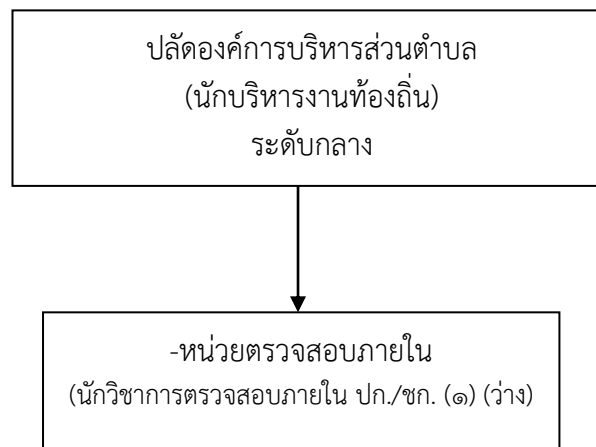 ปลัดองค์การบริหารส่วนตำบล
(นักบริหารงานท้องถิ่น)
ระดับกลาง
-หน่วยตรวจสอบภายใน
(นักวิชาการตรวจสอบภายใน ปก./ชก. (๑) (ว่าง)